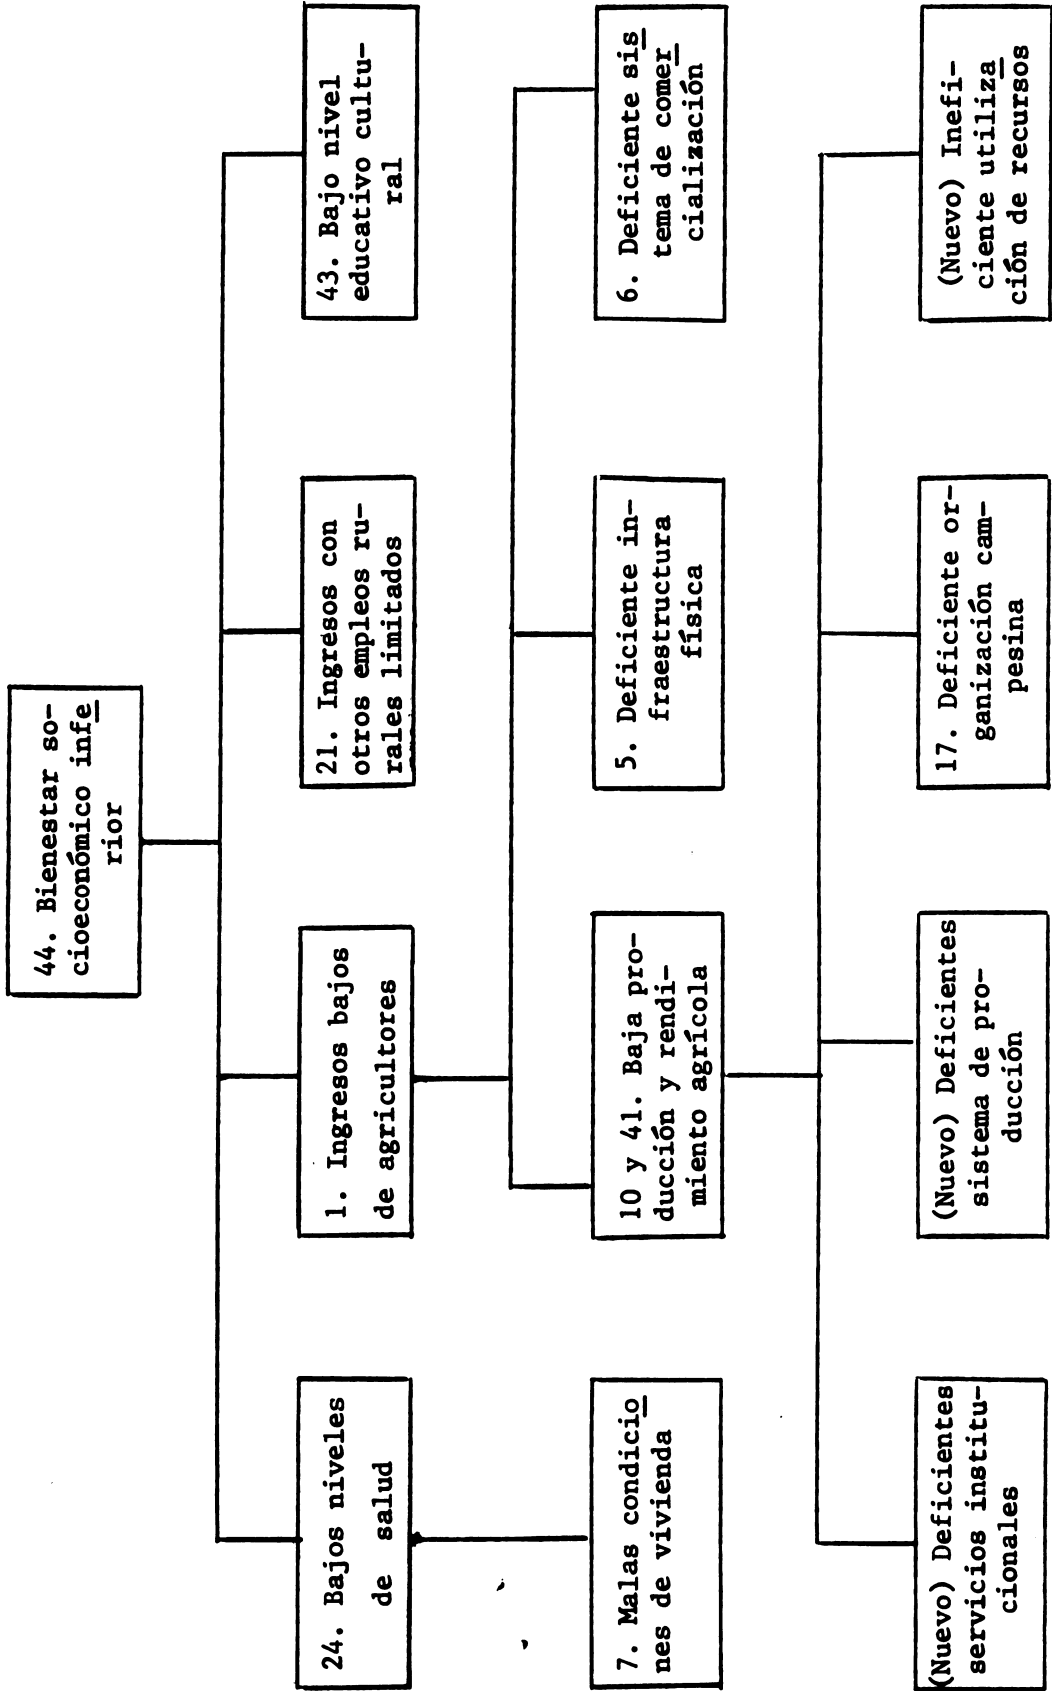 44. Bienestar so-
cioeconómico infe
rior
24. Bajos niveles
de salud
1. Ingresos bajos
de agricultores
21. Ingresos con
otros empleos ru-
rales limitados
43. Bajo nivel
educativo cultu-
ral
7. Malas condicio
nes de vivienda
10 y 41. Baja pro-
ducción y rendi-
miento agrícola
5. Deficiente in-
fraestructura
física
6. Deficiente sis
tema de comer
cialización
(Nuevo) Deficientes
servicios institu-
cionales
(Nuevo) Deficientes
sistema de pro-
ducción
17. Deficiente or-
ganización cam-
pesina
(Nuevo) Inefi-
ciente utiliza
ción de recursos